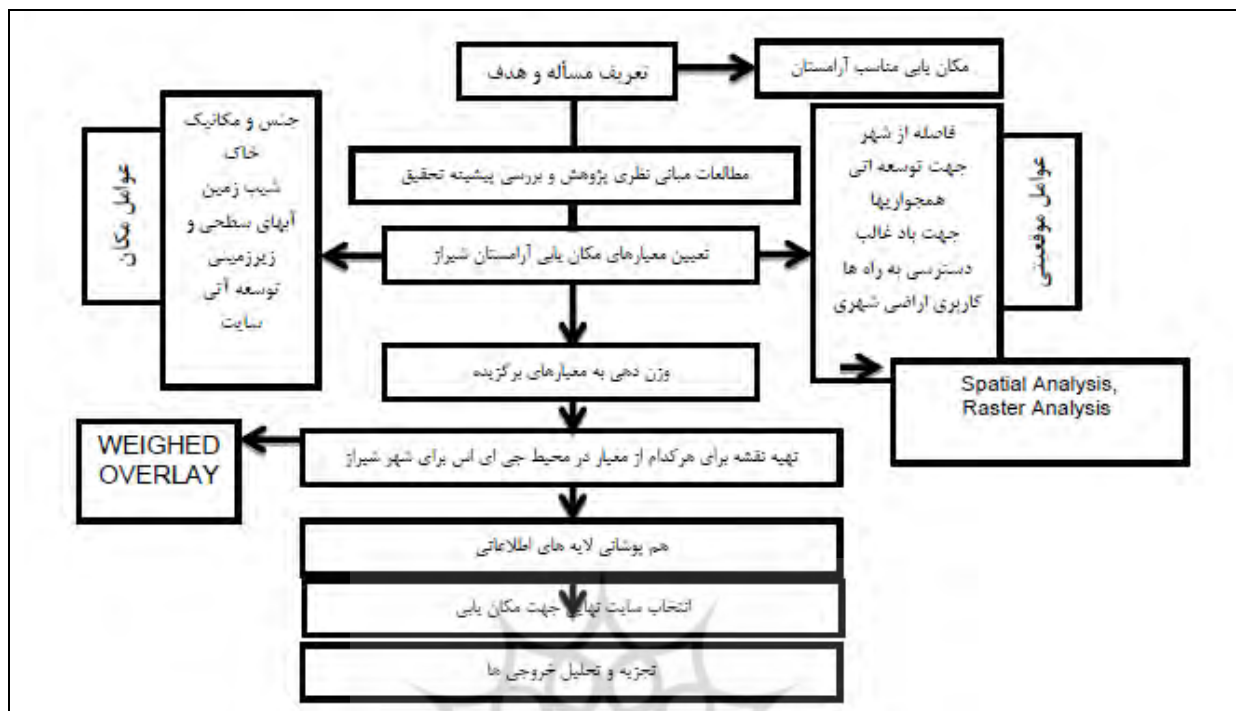 تعریف مسأله و هدف
مکان یابی مناسب آرامستان
مطالعات مبانی نظری پژوهش و بررسی پیشینه تحقیق
تعیین معیارهای مکان یابی آرامستان شیراز
فاصله از شهر
جهت توسعه اتی
همجواریها
جهت باد غالب
دسترسی به راه ها
کاربری اراضی شهری
عوامل موقعیتی
جنس و مکانیک
خاک
شیب زمین
آبهای سطحی و
زیرزمینی
توسعه آتی
سایت
عوامل مکان
وزن دهی به معیارهای برگزیده
Spatial Analysis,
Raster Analysis
تهیه نقشه برای هرکدام از معیار در محیط جی ای اس برای شهر شیراز
WEIGHED
OVERLAY
هم پوشانی لایه های اطلاعاتی
انتخاب سایت نهایی جهت مکان یابی
تجزیه و تحلیل خروجی ها